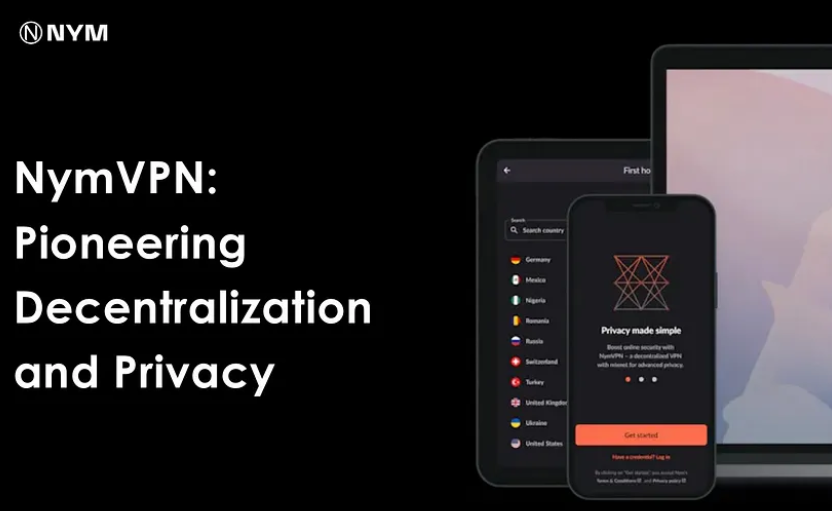 NYM
NymVPN:
Pioneering
Decentralization
and Privacy
First ho
Search
Search country
Germany
Mexico
Nigeria
Romania
Russia
Switzerland
Turkey
United Kingdom
Ukraine
United States
Privacy made simple
Boost online security with
NymVPN – a decentralized VPN
with mixnet for advanced privacy.
Get started
Have a credential? Log in
By clicking on "Get started", you accept Nym's
Terms & Conditions and Privacy policy